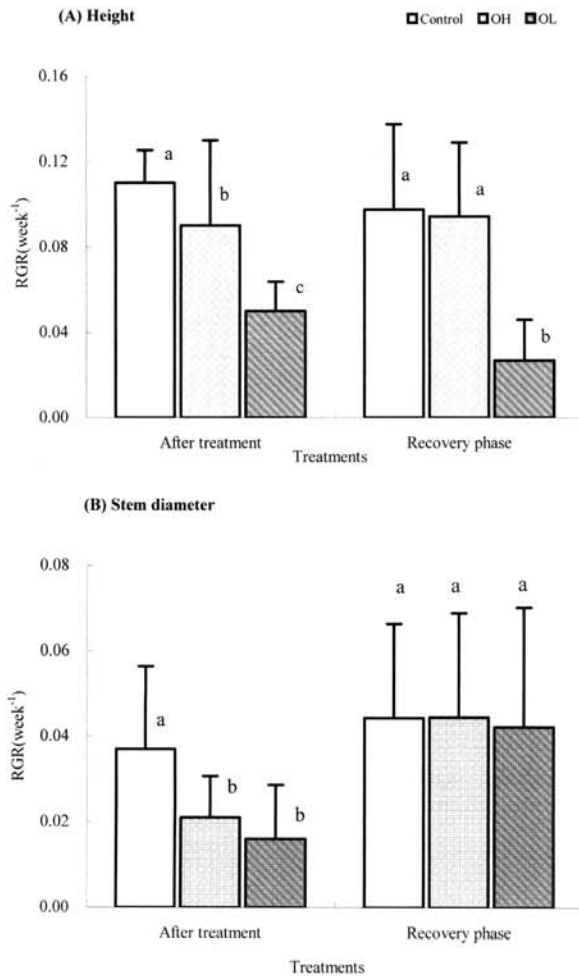 (A) Height
Control OH OL
0.16
0.12
0.08
0.04
0.00
RGR(week⁻¹)
a
b
c
a
a
b
After treatment
Recovery phase
Treatments
(B) Stem diameter
0.08
0.06
0.04
0.02
0.00
RGR(week⁻¹)
a
b
b
a
a
a
After treatment
Recovery phase
Treatments